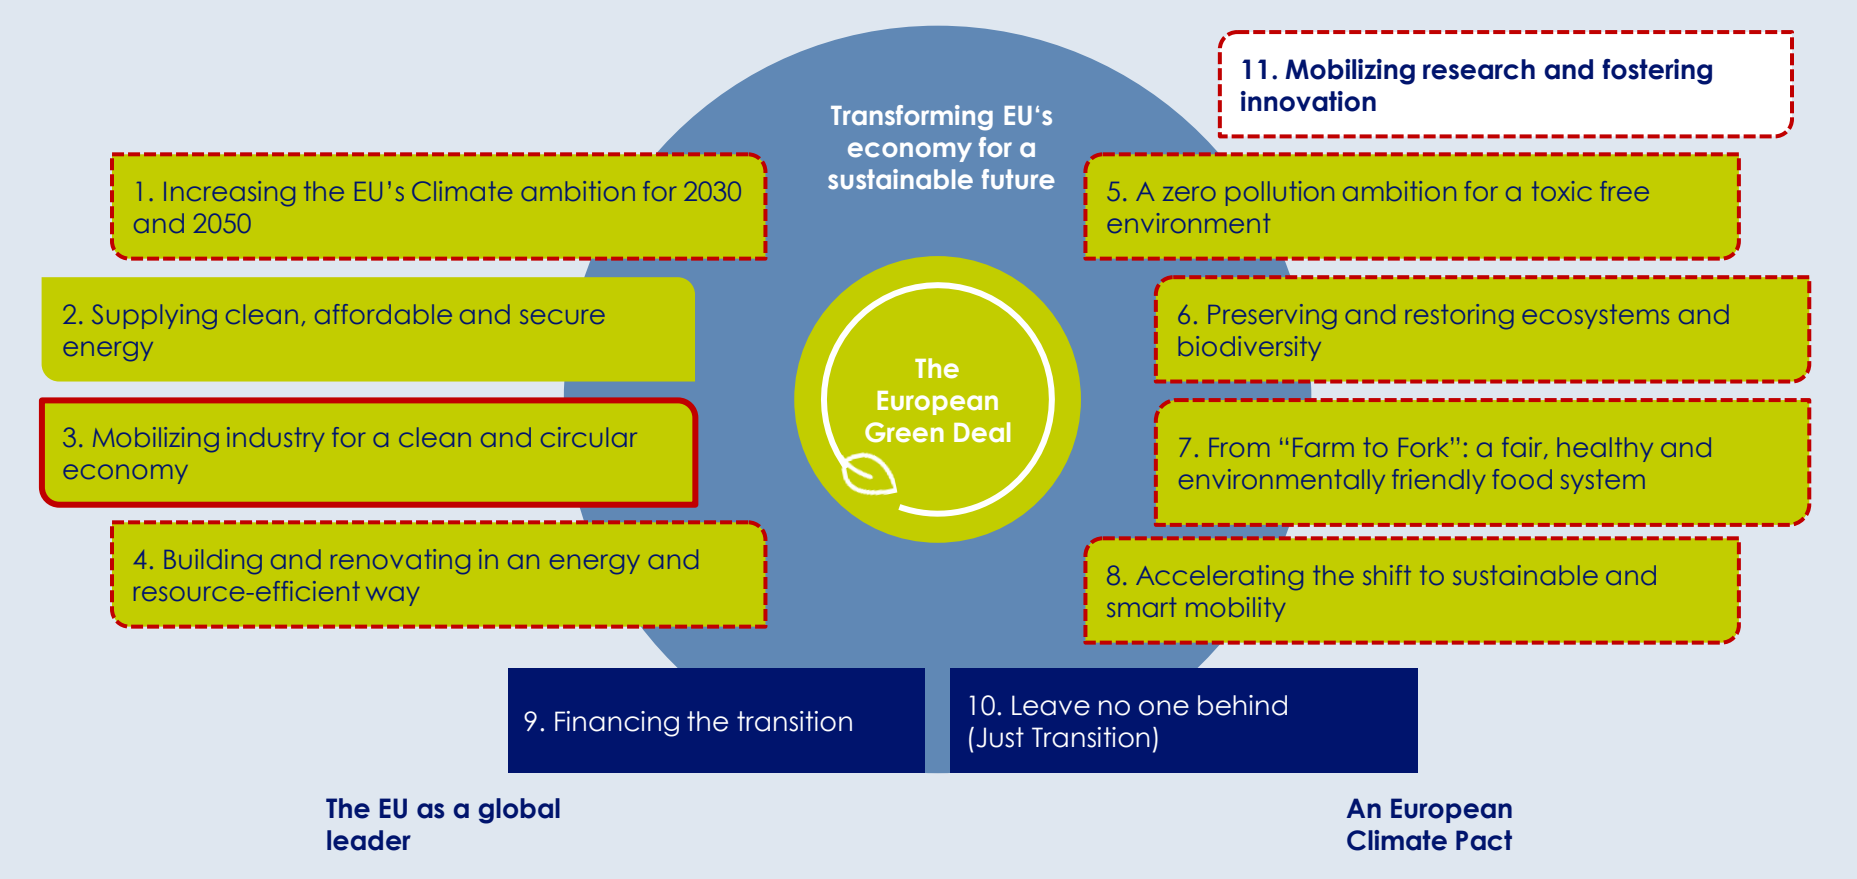 Transforming EU‘s
economy for a
sustainable future
11. Mobilizing research and fostering
innovation
1. Increasing the EU’s Climate ambition for 2030
and 2050
2. Supplying clean, affordable and secure
energy
3. Mobilizing industry for a clean and circular
economy
4. Building and renovating in an energy and
resource-efficient way
The
European
Green Deal
5. A zero pollution ambition for a toxic free
environment
6. Preserving and restoring ecosystems and
biodiversity
7. From “Farm to Fork”: a fair, healthy and
environmentally friendly food system
8. Accelerating the shift to sustainable and
smart mobility
9. Financing the transition
10. Leave no one behind
(Just Transition)
The EU as a global
leader
An European
Climate Pact